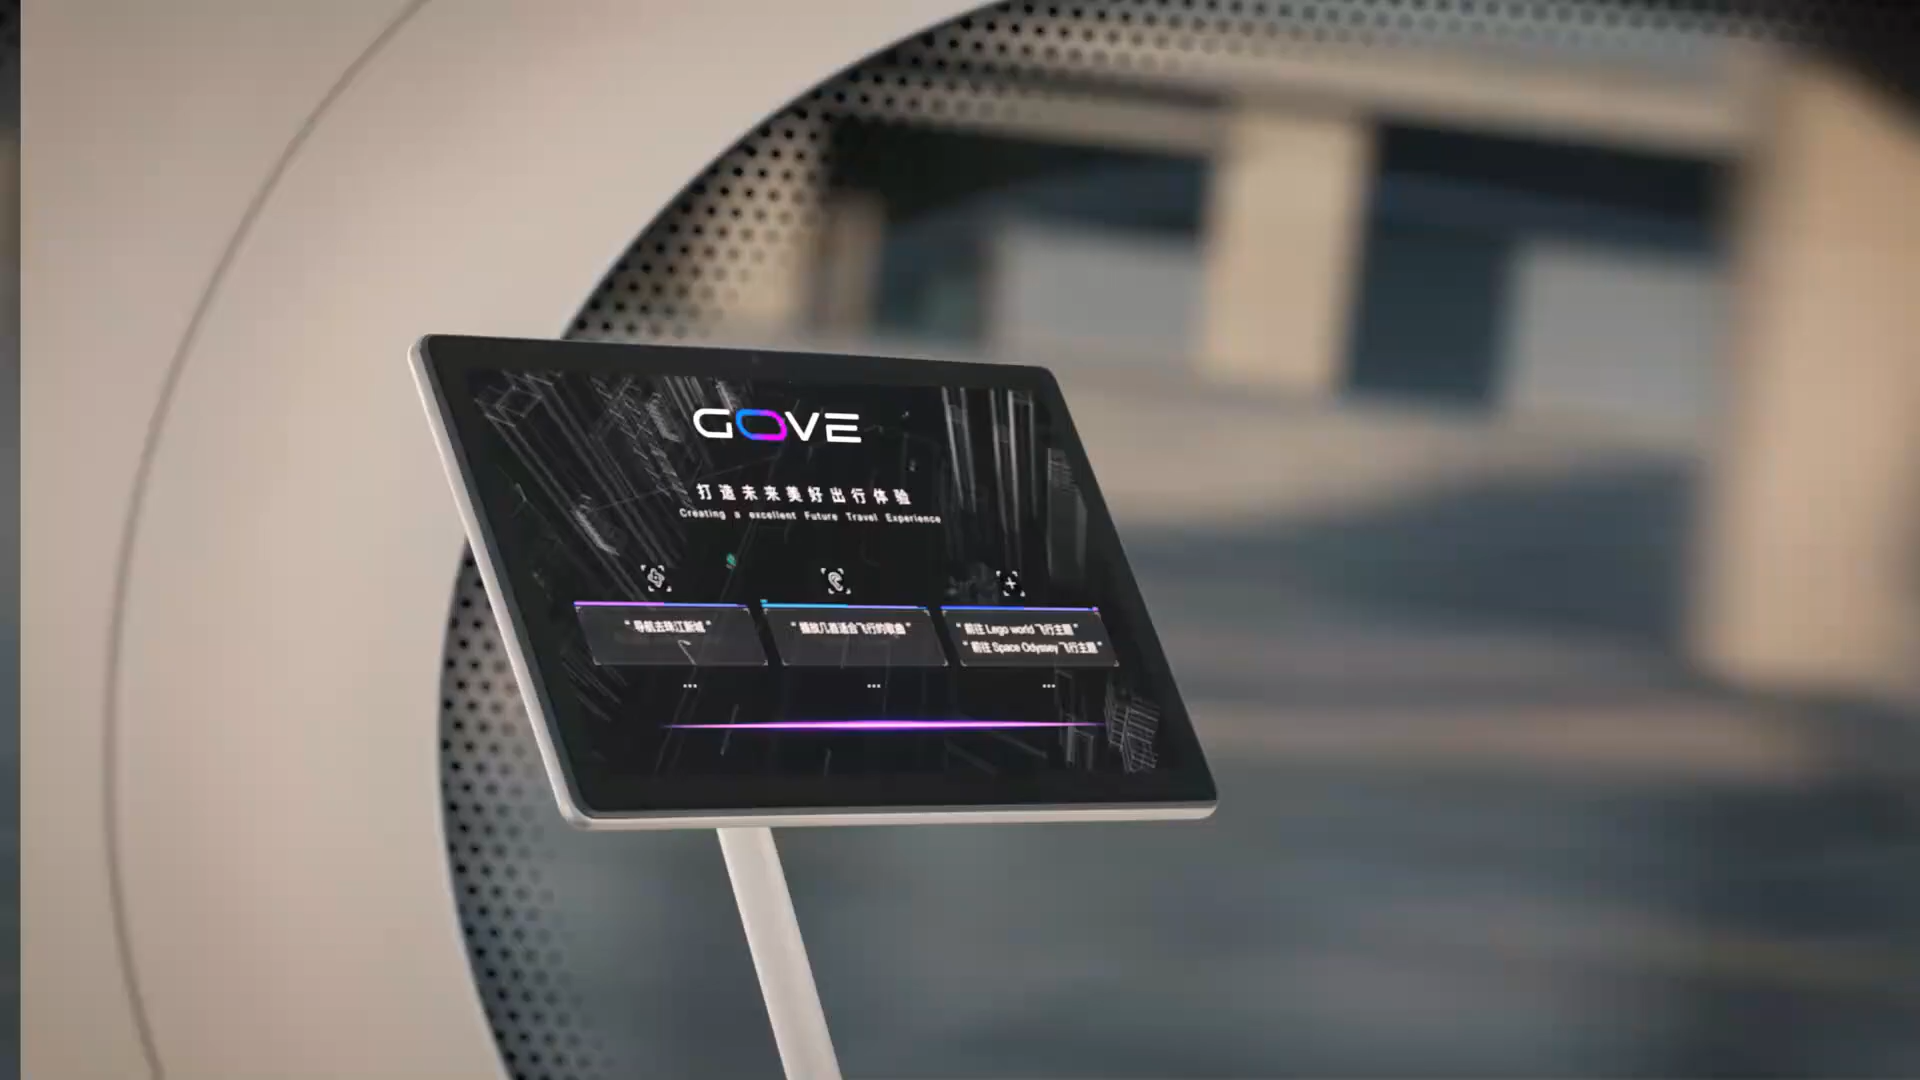 GOVE
打造未来美好出行体验
Creating a excellent Future Travel Experience
“导航去珠江新城”
“播放几首适合飞行的歌曲”
“前往 Lego world 飞行主题”
“前往 Space Odyssey 飞行主题”
...
...
...